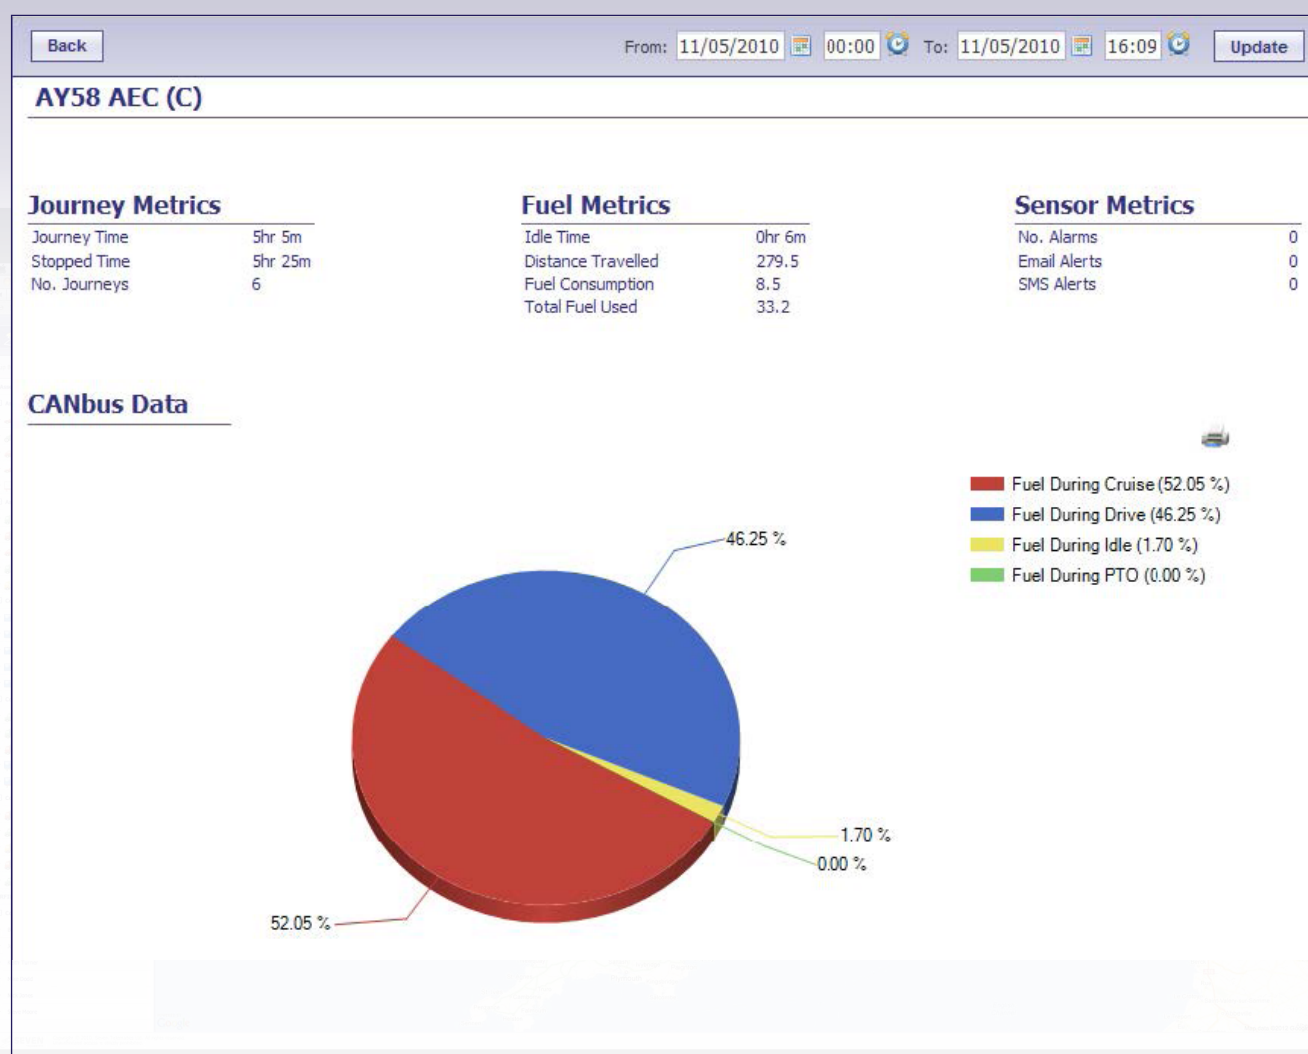 Back From: 11/05/2010 00:00 To: 11/05/2010 16:09 Update
AY58 AEC (C)
Journey Metrics
Journey Time 5hr 5m
Stopped Time 5hr 25m
No. Journeys 6
Fuel Metrics
Idle Time 0hr 6m
Distance Travelled 279.5
Fuel Consumption 8.5
Total Fuel Used 33.2
Sensor Metrics
No. Alarms 0
Email Alerts 0
SMS Alerts 0
CANbus Data
Fuel During Cruise (52.05 %)
Fuel During Drive (46.25 %)
Fuel During Idle (1.70 %)
Fuel During PTO (0.00 %)
46.25 %
1.70 %
0.00 %
52.05 %